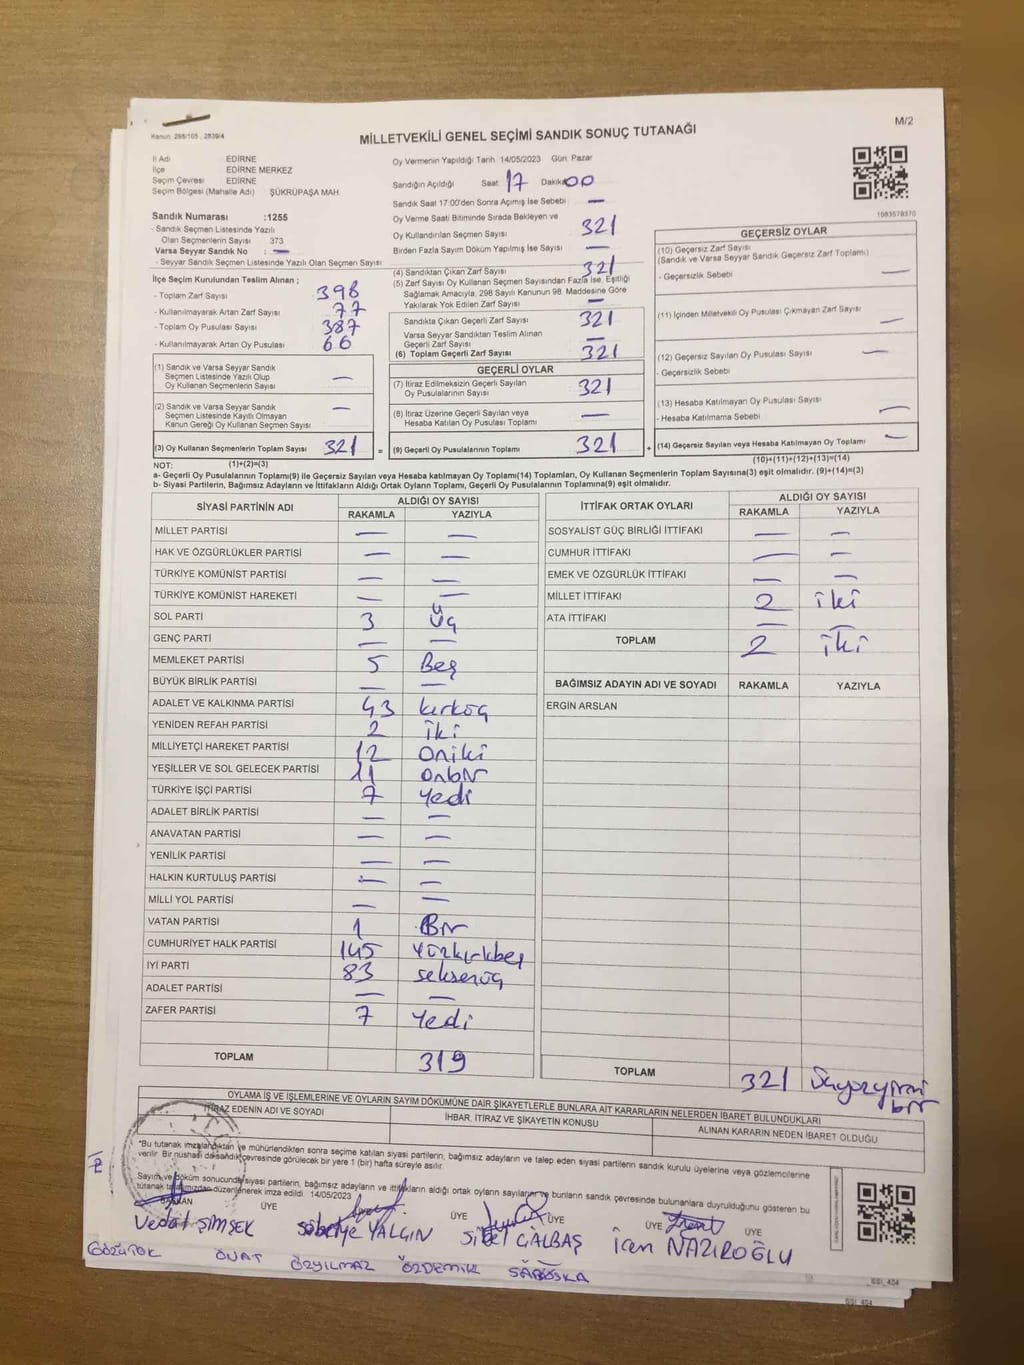 M/2
Kanun: 298/105, 2839/4
MİLLETVEKİLİ GENEL SEÇİMİ SANDIK SONUÇ TUTANAĞI
İl Adı EDİRNE
İlçe EDİRNE MERKEZ
Seçim Çevresi EDİRNE
Seçim Bölgesi (Mahalle Adı) : ŞÜKRÜPAŞA MAH.
Sandık Numarası :1255
- Sandık Seçmen Listesinde Yazılı
Olan Seçmenlerin Sayısı 373
Varsa Seyyar Sandık No : —
- Seyyar Sandık Seçmen Listesinde Yazılı Olan Seçmen Sayısı
Oy Vermenin Yapıldığı Tarih 14/05/2023 Gün Pazar
Sandığın Açıldığı Saat 17 Dakika 00
Sandık Saat 17:00'den Sonra Açılmış İse Sebebi —
Oy Verme Saati Bitiminde Sırada Bekleyen ve
Oy Kullandırılan Seçmen Sayısı 321
Birden Fazla Sayım Döküm Yapılmış İse Sayısı —
(4) Sandıktan Çıkan Zarf Sayısı 321
(5) Zarf Sayısı Oy Kullanan Seçmen Sayısından Fazla İse, Eşitliği
Sağlamak Amacıyla, 298 Sayılı Kanunun 98. Maddesine Göre
Yakılarak Yok Edilen Zarf Sayısı —
1083578370
İlçe Seçim Kurulundan Teslim Alınan ;
- Toplam Zarf Sayısı 398
- Kullanılmayarak Artan Zarf Sayısı 77
- Toplam Oy Pusulası Sayısı 387
- Kullanılmayarak Artan Oy Pusulası 66
Sandıkta Çıkan Geçerli Zarf Sayısı 321
Varsa Seyyar Sandıktan Teslim Alınan
Geçerli Zarf Sayısı —
(6) Toplam Geçerli Zarf Sayısı 321
(1) Sandık ve Varsa Seyyar Sandık
Seçmen Listesinde Yazılı Olup
Oy Kullanan Seçmenlerin Sayısı —
(2) Sandık ve Varsa Seyyar Sandık
Seçmen Listesinde Kayıtlı Olmayan
Kanun Gereği Oy Kullanan Seçmen Sayısı —
(3) Oy Kullanan Seçmenlerin Toplam Sayısı 321
(1)+(2)=(3)
GEÇERLİ OYLAR
(7) İtiraz Edilmeksizin Geçerli Sayılan
Oy Pusulalarının Sayısı 321
(8) İtiraz Üzerine Geçerli Sayılan veya
Hesaba Katılan Oy Pusulası Toplamı —
= (9) Geçerli Oy Pusulalarının Toplamı 321
GEÇERSİZ OYLAR
(10) Geçersiz Zarf Sayısı
(Sandık ve Varsa Seyyar Sandık Geçersiz Zarf Toplamı)
- Geçersizlik Sebebi —
(11) İçinden Milletvekili Oy Pusulası Çıkmayan Zarf Sayısı —
(12) Geçersiz Sayılan Oy Pusulası Sayısı —
- Geçersizlik Sebebi
(13) Hesaba Katılmayan Oy Pusulası Sayısı
- Hesaba Katılmama Sebebi —
+ (14) Geçersiz Sayılan veya Hesaba Katılmayan Oy Toplamı —
(10)+(11)+(12)+(13)=(14)
NOT:
a- Geçerli Oy Pusulalarının Toplamı(9) ile Geçersiz Sayılan veya Hesaba katılmayan Oy Toplamı(14) Toplamları, Oy Kullanan Seçmenlerin Toplam Sayısına(3) eşit olmalıdır. (9)+(14)=(3)
b- Siyasi Partilerin, Bağımsız Adayların ve İttifakların Aldığı Ortak Oyların Toplamı, Geçerli Oy Pusulalarının Toplamına(9) eşit olmalıdır.
SİYASİ PARTİNİN ADI ALDIĞI OY SAYISI
RAKAMLA YAZIYLA
MİLLET PARTİSİ — —
HAK VE ÖZGÜRLÜKLER PARTİSİ — —
TÜRKİYE KOMÜNİST PARTİSİ — —
TÜRKİYE KOMÜNİST HAREKETİ — —
SOL PARTİ 3 Üç
GENÇ PARTİ — —
MEMLEKET PARTİSİ 5 Beş
BÜYÜK BİRLİK PARTİSİ — —
ADALET VE KALKINMA PARTİSİ 43 kırküç
YENİDEN REFAH PARTİSİ 2 iki
MİLLİYETÇİ HAREKET PARTİSİ 12 oniki
YEŞİLLER VE SOL GELECEK PARTİSİ 11 onbir
TÜRKİYE İŞÇİ PARTİSİ 7 yedi
ADALET BİRLİK PARTİSİ — —
ANAVATAN PARTİSİ — —
YENİLİK PARTİSİ — —
HALKIN KURTULUŞ PARTİSİ — —
MİLLİ YOL PARTİSİ — —
VATAN PARTİSİ 1 Bir
CUMHURİYET HALK PARTİSİ 145 yüzkırkbeş
İYİ PARTİ 83 seksenüç
ADALET PARTİSİ — —
ZAFER PARTİSİ 7 yedi
TOPLAM 319
İTTİFAK ORTAK OYLARI ALDIĞI OY SAYISI
RAKAMLA YAZIYLA
SOSYALİST GÜÇ BİRLİĞİ İTTİFAKI — —
CUMHUR İTTİFAKI — —
EMEK VE ÖZGÜRLÜK İTTİFAKI — —
MİLLET İTTİFAKI 2 iki
ATA İTTİFAKI — —
TOPLAM 2 iki
BAĞIMSIZ ADAYIN ADI VE SOYADI RAKAMLA YAZIYLA
ERGİN ARSLAN
TOPLAM 321
OYLAMA İŞ VE İŞLEMLERİNE VE OYLARIN SAYIM DÖKÜMÜNE DAİR ŞİKAYETLERLE BUNLARA AİT KARARLARIN NELERDEN İBARET BULUNDUKLARI
İTİRAZ EDENİN ADI VE SOYADI İHBAR, İTİRAZ VE ŞİKAYETİN KONUSU ALINAN KARARIN NEDEN İBARET OLDUĞU
"Bu tutanak imzalandıktan ve mühürlendikten sonra seçime katılan siyasi partilerin, bağımsız adayların ve talep eden siyasi partilerin sandık kurulu üyelerine veya gözlemcilerine
verilir. Bir nüshası da sandık çevresinde görülecek bir yere 1 (bir) hafta süreyle asılır.
Sayım ve döküm sonucunda siyasi partilerin, bağımsız adayların ve ittifakların aldığı ortak oyların sayıları ve bunların sandık çevresinde bulunanlara duyrulduğunu gösteren bu
tutanak tarafımızdan düzenlenerek imza edildi. 14/05/2023
BAŞKAN ÜYE ÜYE ÜYE ÜYE ÜYE
Vedat ŞİMŞEK YALGIN Sibel ÇALBAŞ İcan NAZIROĞLU
ÖZYILMAZ ÖZDEMİR
SSI_404
SSI_404